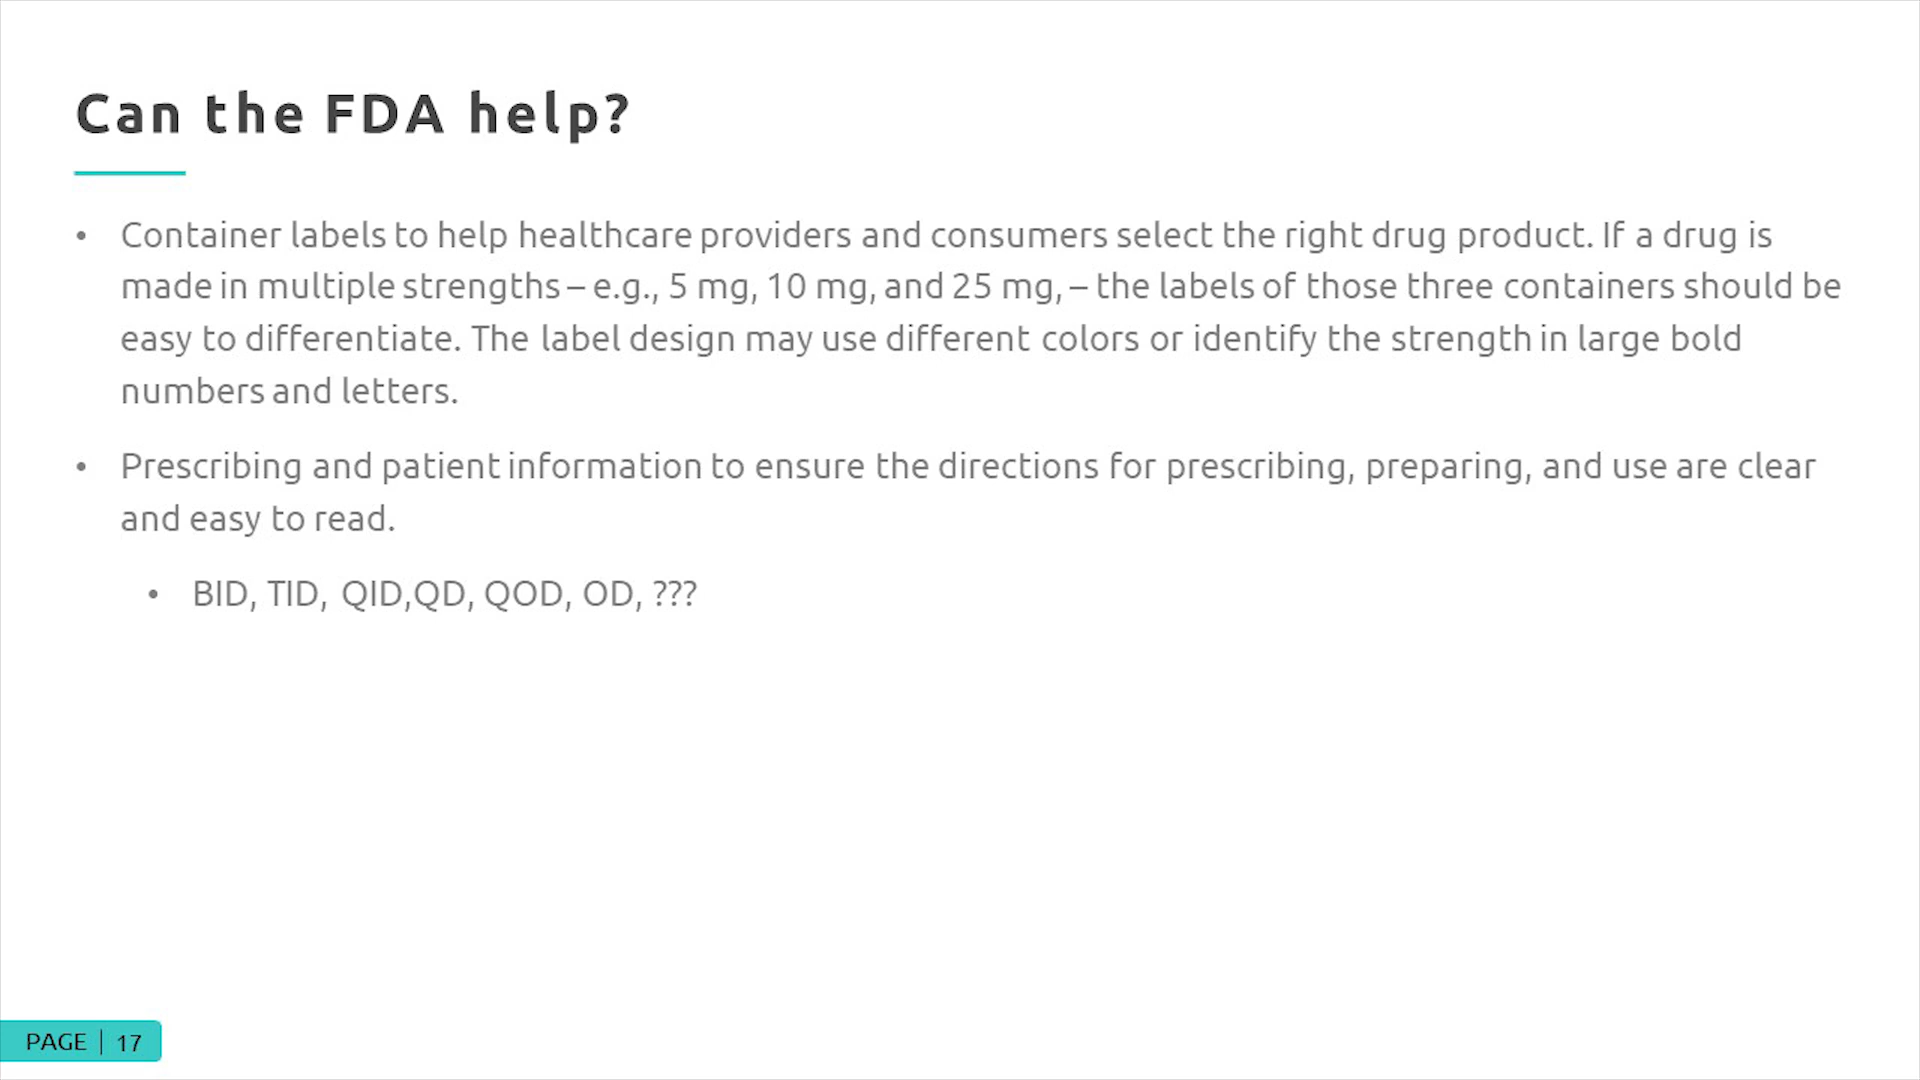 Can the FDA help?
• Container labels to help healthcare providers and consumers select the right drug product. If a drug is
made in multiple strengths – e.g., 5 mg, 10 mg, and 25 mg, – the labels of those three containers should be
easy to differentiate. The label design may use different colors or identify the strength in large bold
numbers and letters.
• Prescribing and patient information to ensure the directions for prescribing, preparing, and use are clear
and easy to read.
• BID, TID, QID,QD, QOD, OD, ???
PAGE | 17